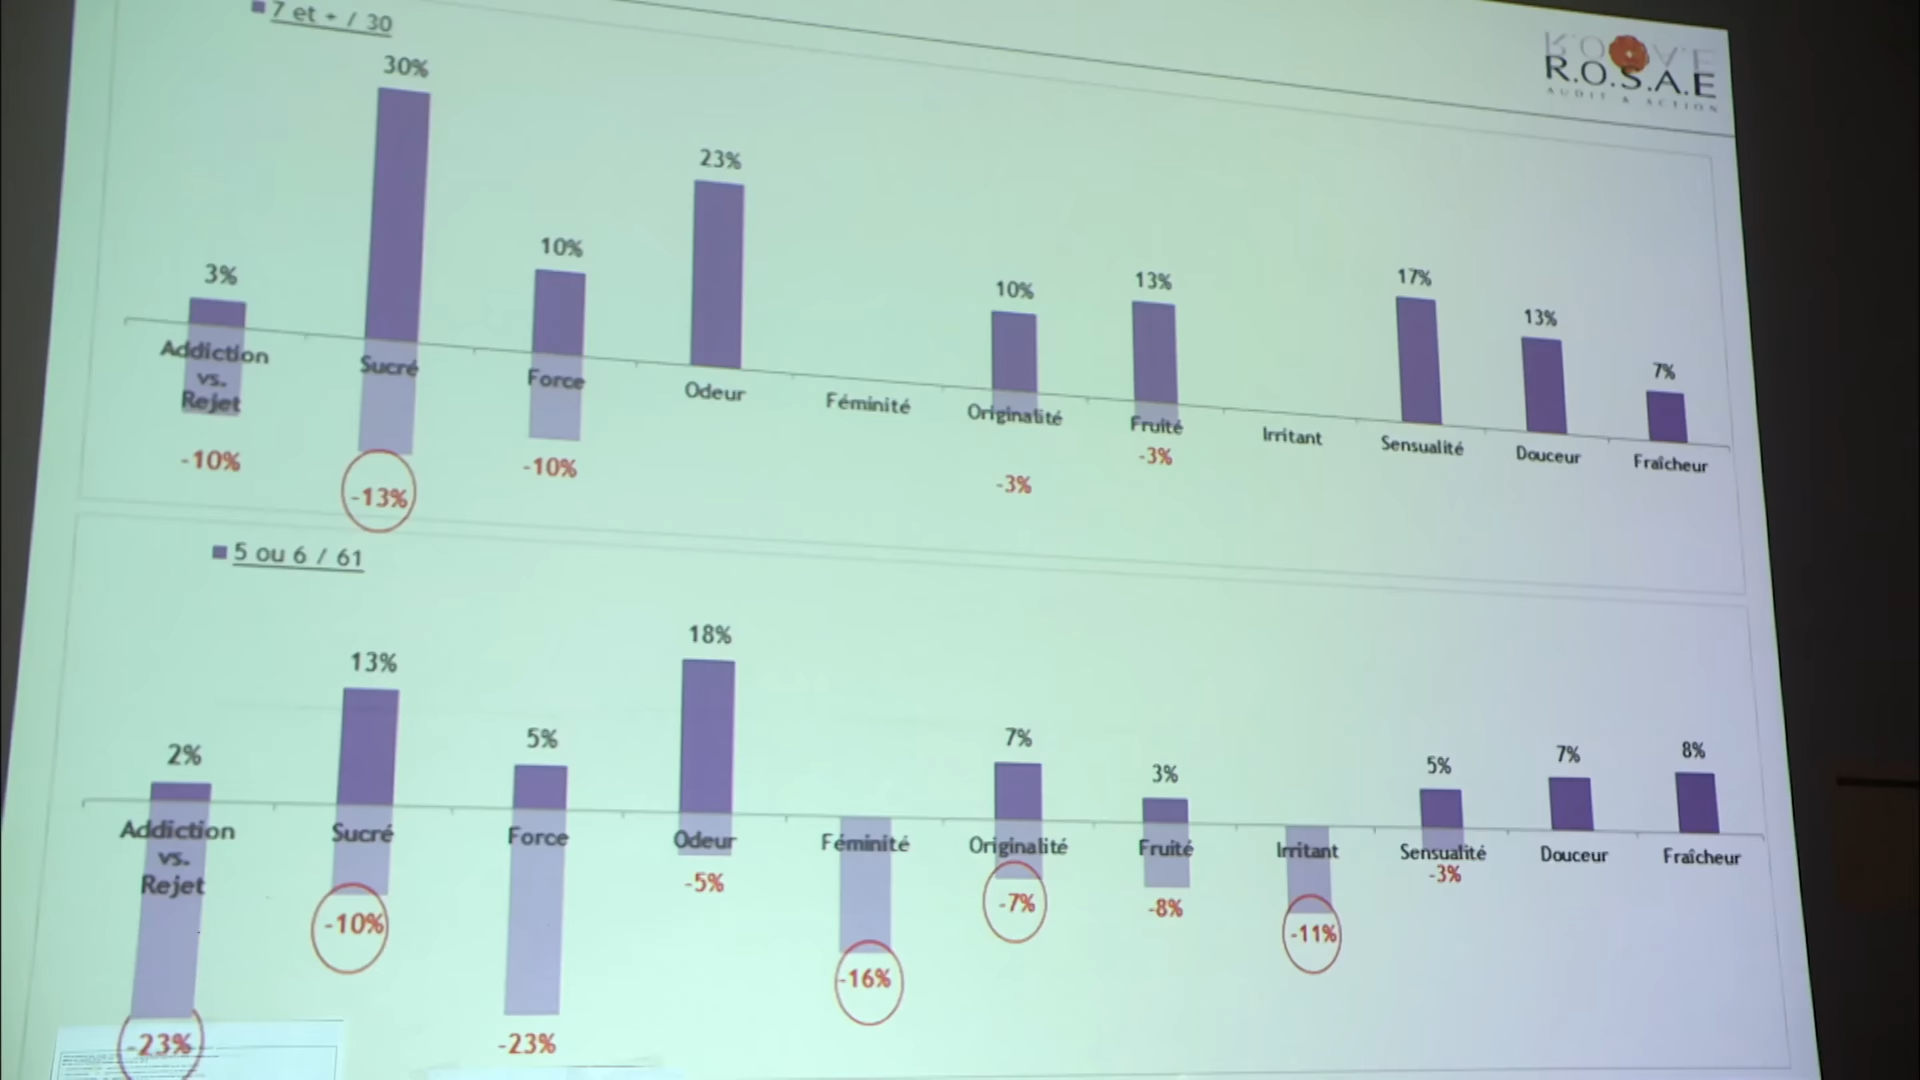 7 et + / 30
R.O.S.A.E
AUDIT & ACTION
30%
23%
10%
3%
10%
13%
17%
13%
7%
Addiction
vs.
Rejet
Sucré
Force
Odeur
Féminité
Originalité
Fruité
Irritant
Sensualité
Douceur
Fraîcheur
-10%
-13%
-10%
-3%
-3%
5 ou 6 / 61
2%
13%
5%
18%
7%
3%
5%
7%
8%
Addiction
vs.
Rejet
Sucré
Force
Odeur
Féminité
Originalité
Fruité
Irritant
Sensualité
Douceur
Fraîcheur
-23%
-10%
-23%
-5%
-16%
-7%
-8%
-11%
-3%